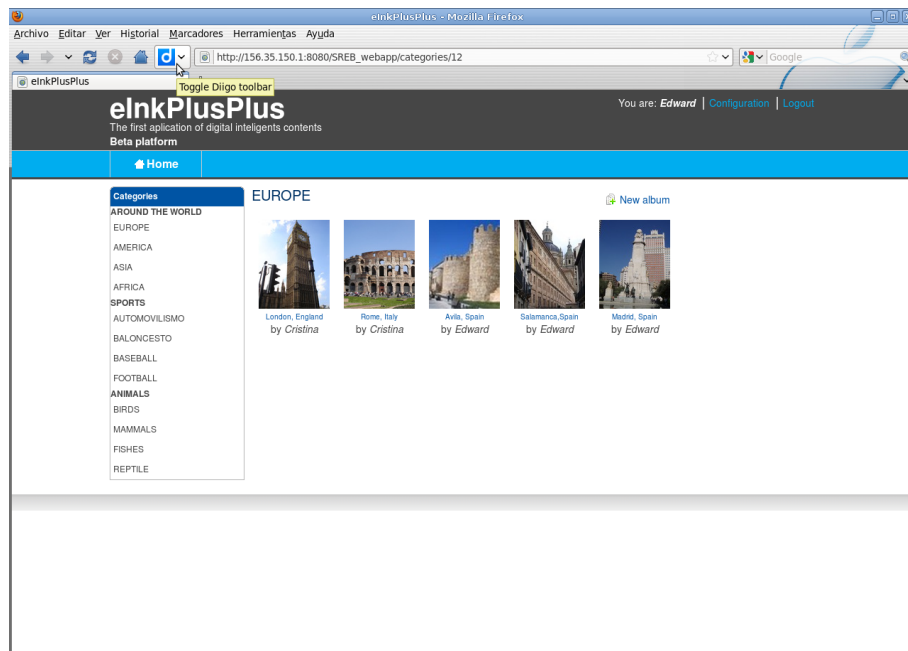 eInkPlusPlus - Mozilla Firefox
Archivo Editar Ver Historial Marcadores Herramientas Ayuda
d http://156.35.150.1:8080/SREB_webapp/categories/12 Google
eInkPlusPlus
Toggle Diigo toolbar
eInkPlusPlus
You are: Edward | Configuration | Logout
The first aplication of digital inteligents contents
Beta platform
Home
Categories
AROUND THE WORLD
EUROPE
AMERICA
ASIA
AFRICA
SPORTS
AUTOMOVILISMO
BALONCESTO
BASEBALL
FOOTBALL
ANIMALS
BIRDS
MAMMALS
FISHES
REPTILE
EUROPE
New album
London, England
by Cristina
Rome, Italy
by Cristina
Avila, Spain
by Edward
Salamanca,Spain
by Edward
Madrid, Spain
by Edward